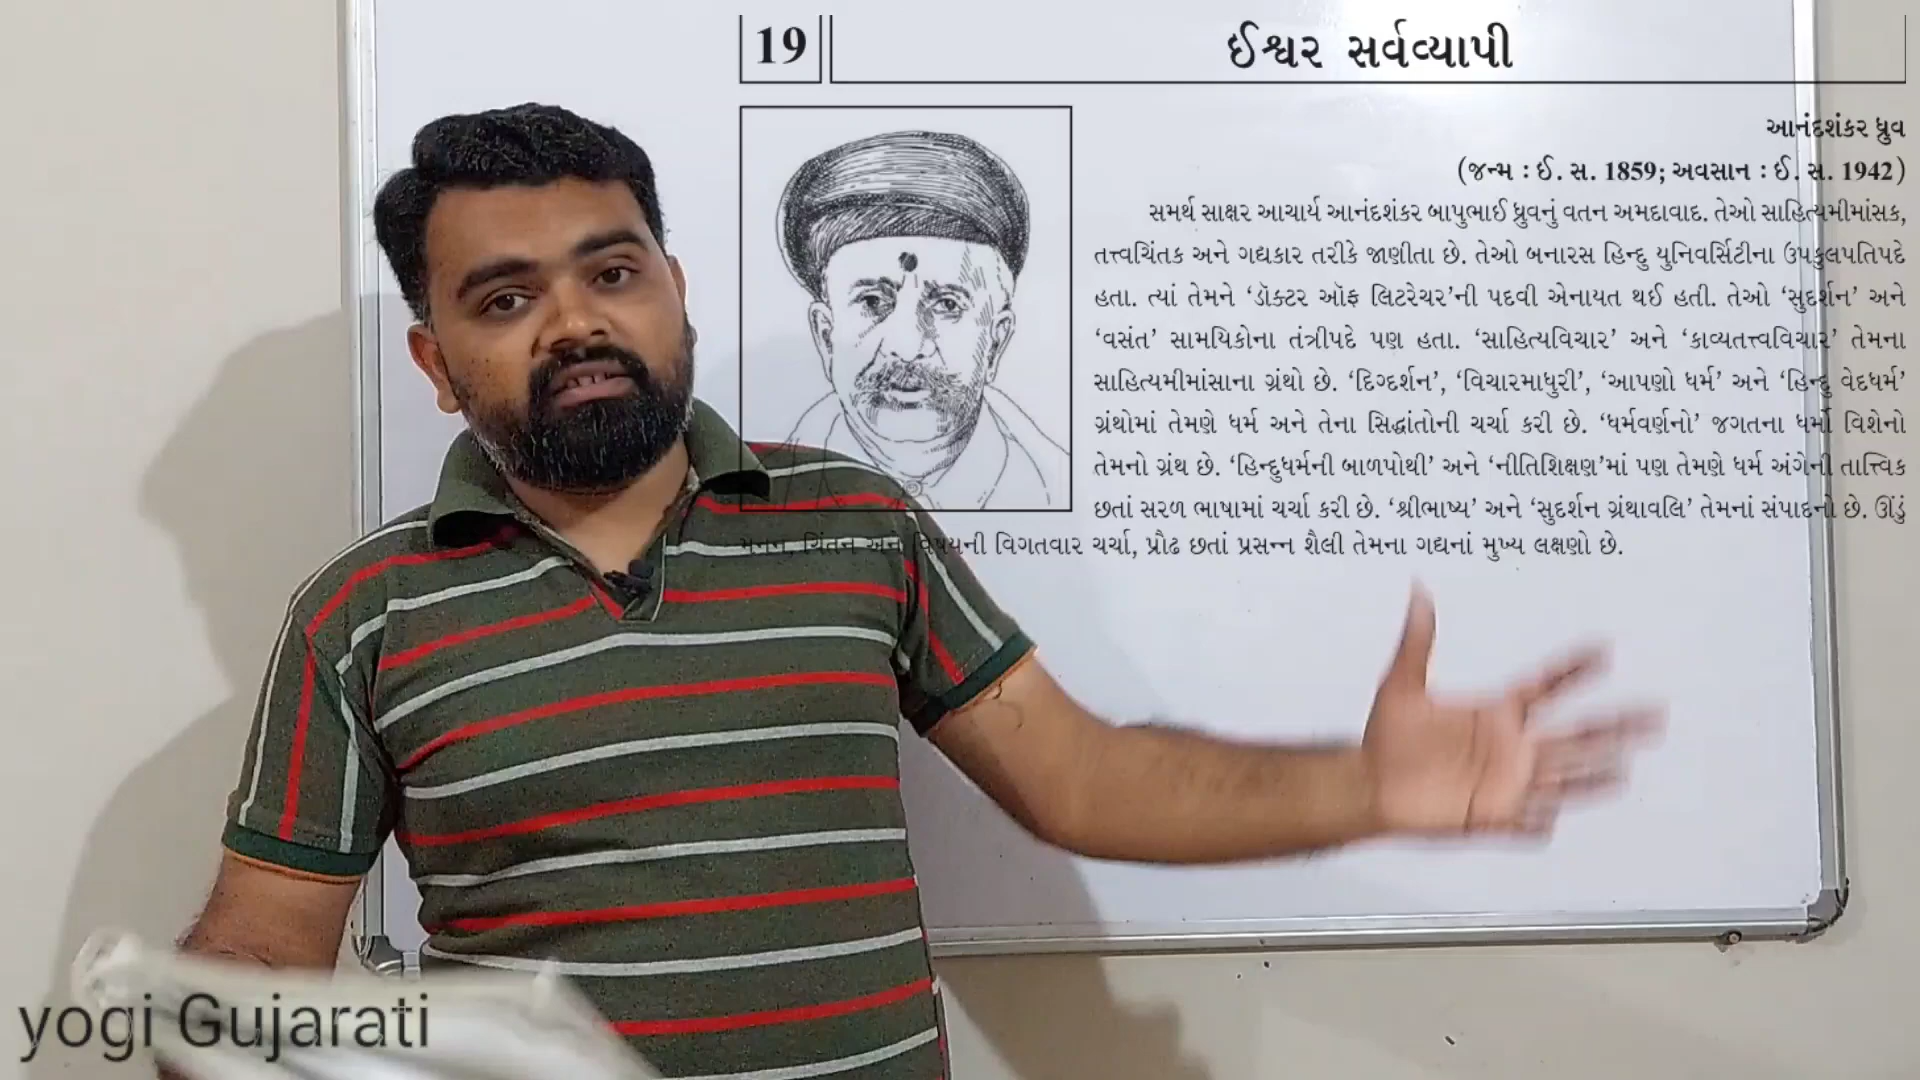 19
ઈશ્વર સર્વવ્યાપી
આનંદશંકર ધ્રુવ
(જન્મ : ઈ. સ. 1859; અવસાન : ઈ. સ. 1942)
સમર્થ સાક્ષર આચાર્ય આનંદશંકર બાપુભાઈ ધ્રુવનું વતન અમદાવાદ. તેઓ સાહિત્યમીમાંસક,
તત્ત્વચિંતક અને ગદ્યકાર તરીકે જાણીતા છે. તેઓ બનારસ હિન્દુ યુનિવર્સિટીના ઉપકુલપતિપદે
હતા. ત્યાં તેમને ‘ડૉક્ટર ઑફ લિટરેચર’ની પદવી એનાયત થઈ હતી. તેઓ ‘સુદર્શન’ અને
‘વસંત’ સામયિકોના તંત્રીપદે પણ હતા. ‘સાહિત્યવિચાર’ અને ‘કાવ્યતત્ત્વવિચાર’ તેમના
સાહિત્યમીમાંસાના ગ્રંથો છે. ‘દિગ્દર્શન’, ‘વિચારમાધુરી’, ‘આપણો ધર્મ’ અને ‘હિન્દુ વેદધર્મ’
ગ્રંથોમાં તેમણે ધર્મ અને તેના સિદ્ધાંતોની ચર્ચા કરી છે. ‘ધર્મવર્ણનો’ જગતના ધર્મો વિશેનો
તેમનો ગ્રંથ છે. ‘હિન્દુધર્મની બાળપોથી’ અને ‘નીતિશિક્ષણ’માં પણ તેમણે ધર્મ અંગેની તાત્ત્વિક
છતાં સરળ ભાષામાં ચર્ચા કરી છે. ‘શ્રીભાષ્ય’ અને ‘સુદર્શન ગ્રંથાવલિ’ તેમનાં સંપાદનો છે. ઊંડું
મનન, ચિંતન અને વિષયની વિગતવાર ચર્ચા, પ્રૌઢ છતાં પ્રસન્ન શૈલી તેમના ગદ્યનાં મુખ્ય લક્ષણો છે.
yogi Gujarati